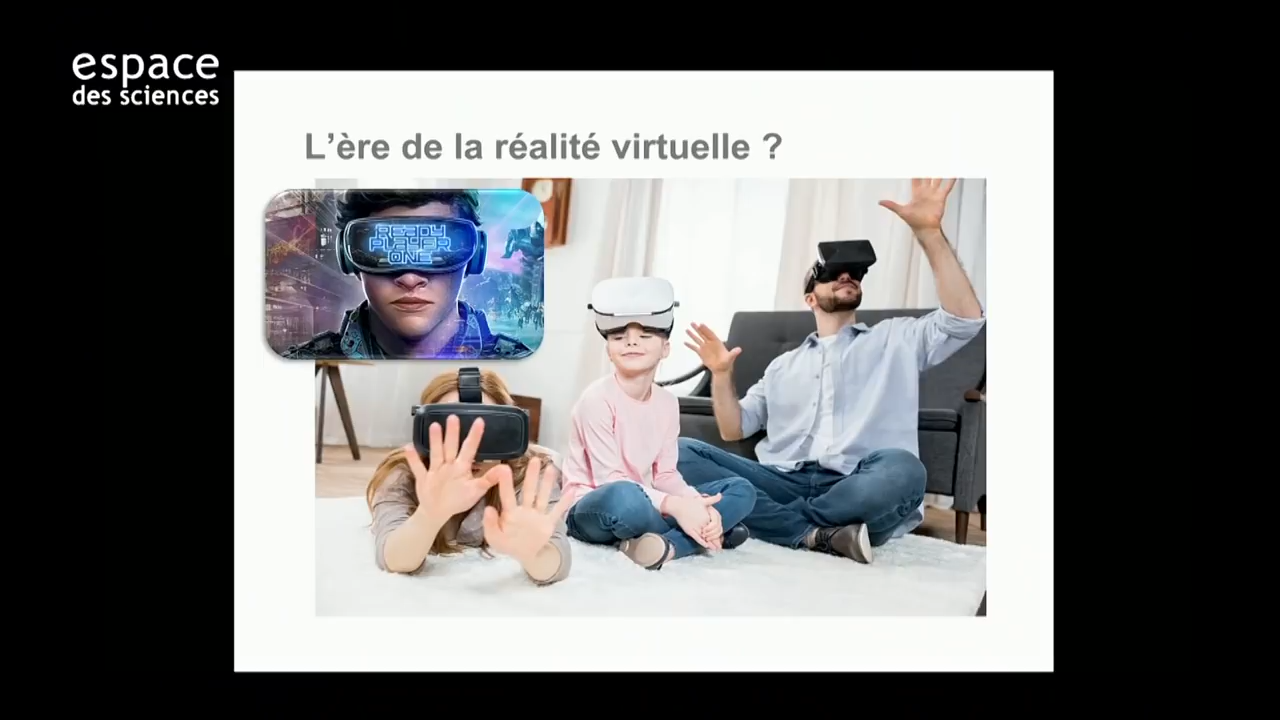 espace
des sciences
L'ère de la réalité virtuelle ?
READY
PLAYER
ONE